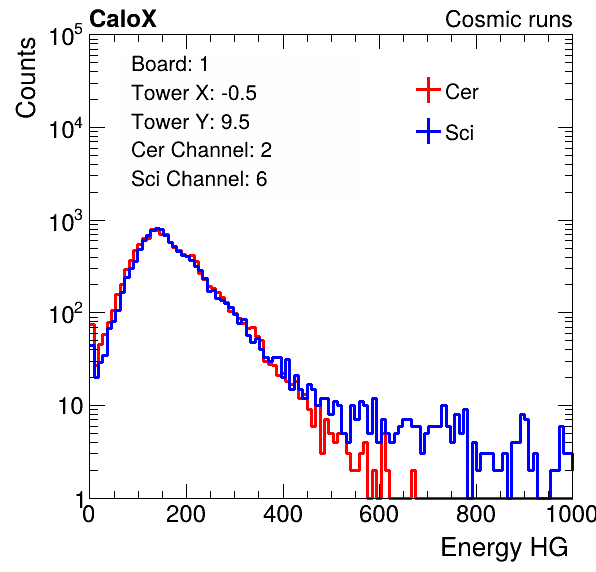 CaloX Cosmic runs
Counts
10^5
10^4
10^3
10^2
10
1
Board: 1
Tower X: -0.5
Tower Y: 9.5
Cer Channel: 2
Sci Channel: 6
Cer
Sci
0 200 400 600 800 1000
Energy HG